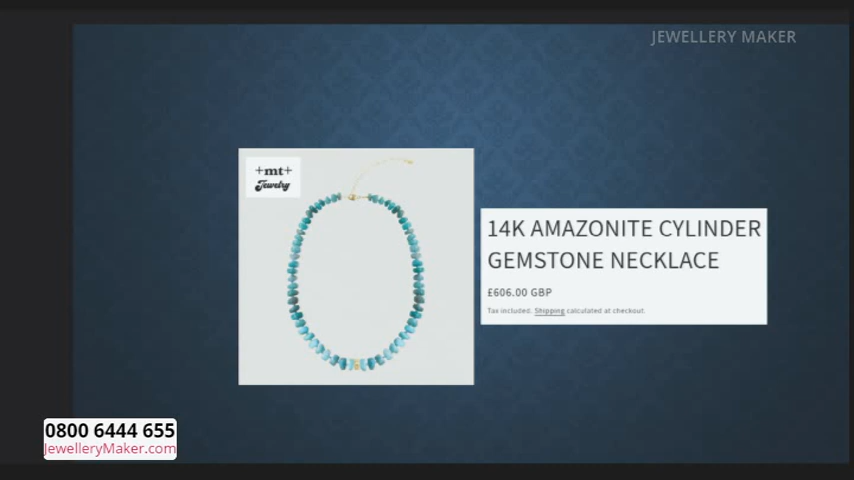 JEWELLERY MAKER
+mt+
Jewelry
14K AMAZONITE CYLINDER
GEMSTONE NECKLACE
£606.00 GBP
Tax included. Shipping calculated at checkout.
0800 6444 655
JewelleryMaker.com